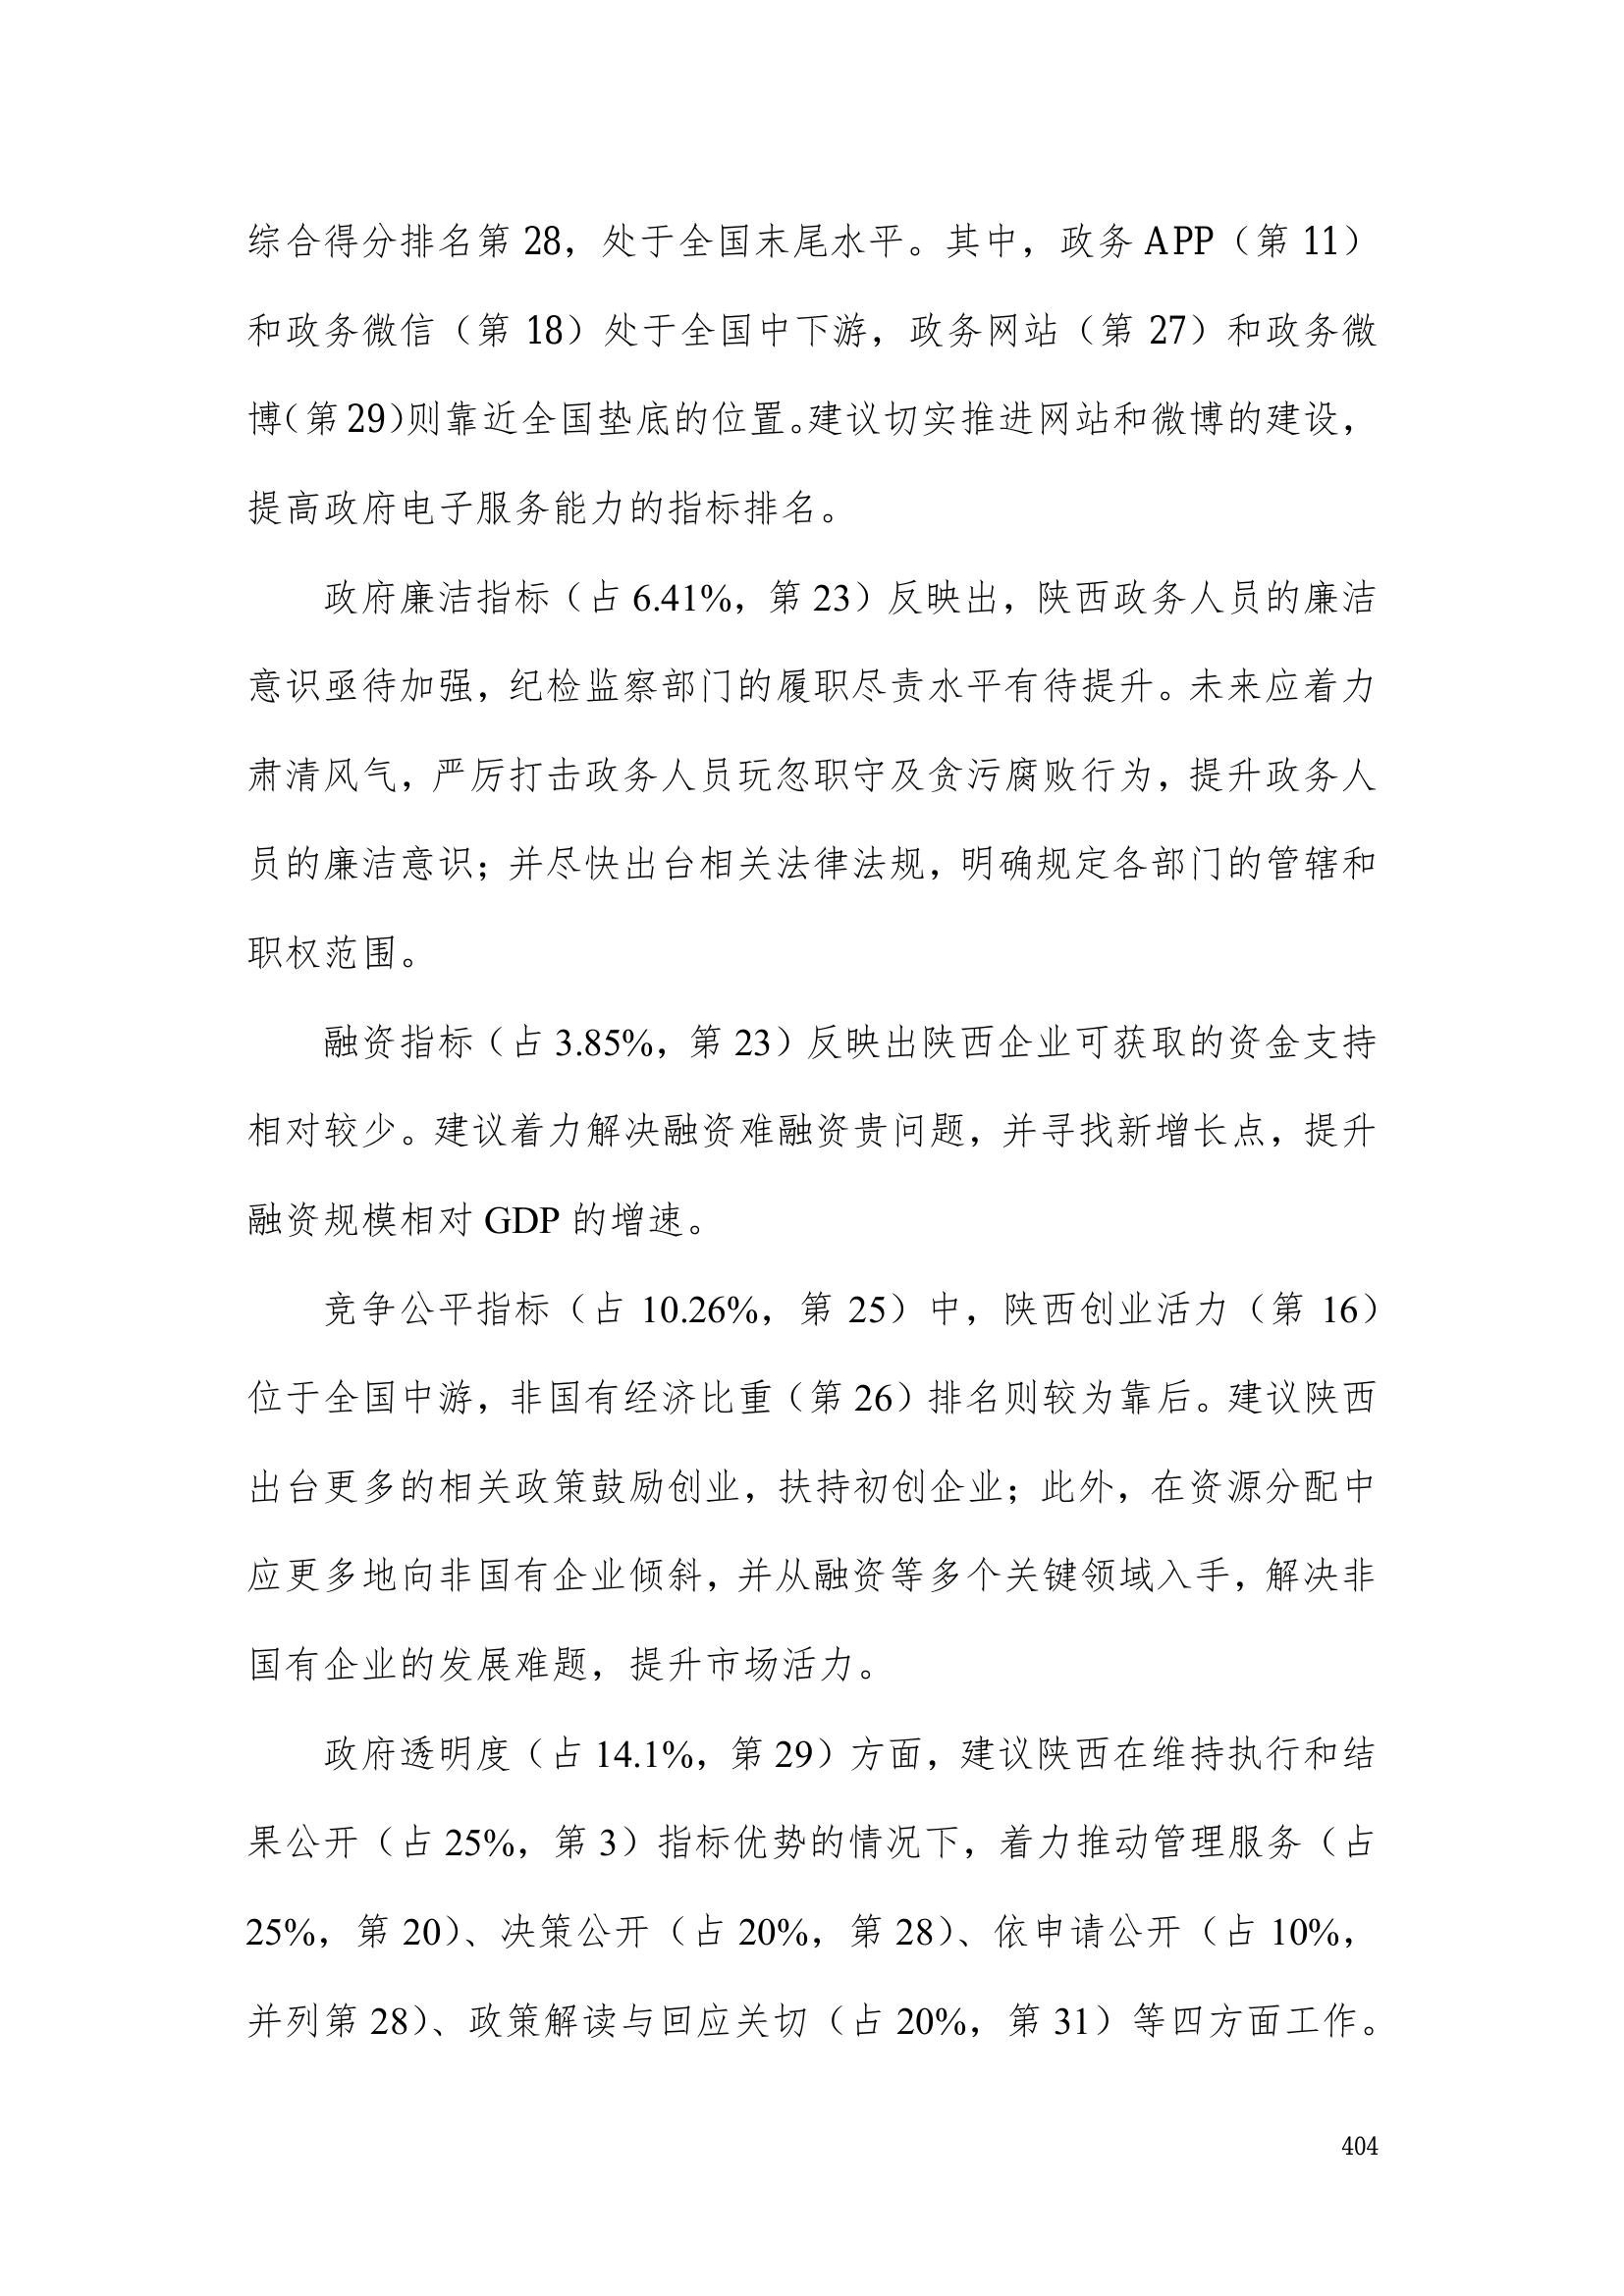 综合得分排名第 28，处于全国末尾水平。其中，政务 APP（第 11）
和政务微信（第 18）处于全国中下游，政务网站（第 27）和政务微
博（第 29）则靠近全国垫底的位置。建议切实推进网站和微博的建设，
提高政府电子服务能力的指标排名。
政府廉洁指标（占 6.41%，第 23）反映出，陕西政务人员的廉洁
意识亟待加强，纪检监察部门的履职尽责水平有待提升。未来应着力
肃清风气，严厉打击政务人员玩忽职守及贪污腐败行为，提升政务人
员的廉洁意识；并尽快出台相关法律法规，明确规定各部门的管辖和
职权范围。
融资指标（占 3.85%，第 23）反映出陕西企业可获取的资金支持
相对较少。建议着力解决融资难融资贵问题，并寻找新增长点，提升
融资规模相对 GDP 的增速。
竞争公平指标（占 10.26%，第 25）中，陕西创业活力（第 16）
位于全国中游，非国有经济比重（第 26）排名则较为靠后。建议陕西
出台更多的相关政策鼓励创业，扶持初创企业；此外，在资源分配中
应更多地向非国有企业倾斜，并从融资等多个关键领域入手，解决非
国有企业的发展难题，提升市场活力。
政府透明度（占 14.1%，第 29）方面，建议陕西在维持执行和结
果公开（占 25%，第 3）指标优势的情况下，着力推动管理服务（占
25%，第 20）、决策公开（占 20%，第 28）、依申请公开（占 10%，
并列第 28）、政策解读与回应关切（占 20%，第 31）等四方面工作。
404